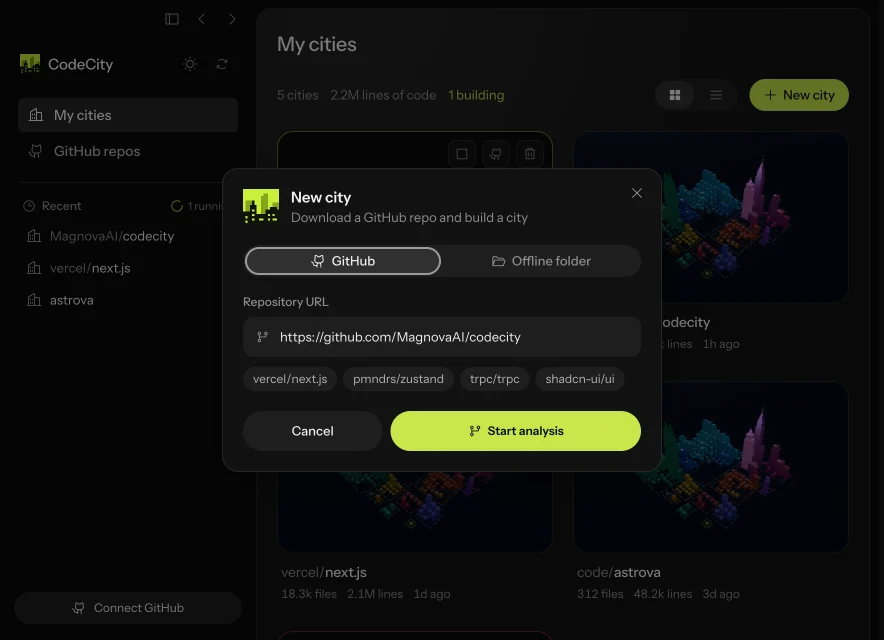 CodeCity
My cities
GitHub repos
Recent
1 runni
MagnovaAI/codecity
vercel/next.js
astrova
Connect GitHub
My cities
5 cities 2.2M lines of code 1 building
New city
New city
Download a GitHub repo and build a city
GitHub
Offline folder
Repository URL
https://github.com/MagnovaAI/codecity
vercel/next.js pmndrs/zustand trpc/trpc shadcn-ui/ui
Cancel
Start analysis
odecity
lines 1h ago
vercel/next.js
18.3k files 2.1M lines 1d ago
code/astrova
312 files 48.2k lines 3d ago